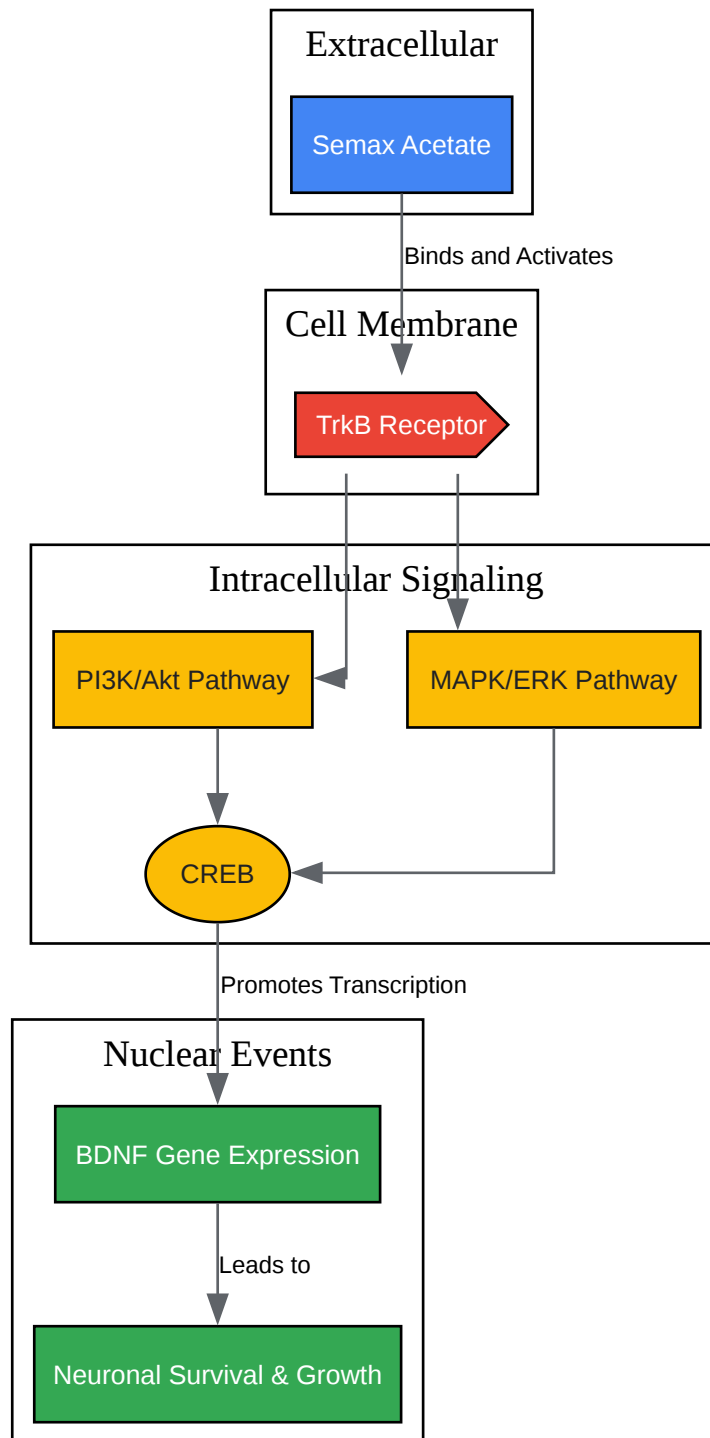 Extracellular
Semax Acetate
Binds and Activates
Cell Membrane
TrkB Receptor
Intracellular Signaling
PI3K/Akt Pathway
MAPK/ERK Pathway
CREB
Promotes Transcription
Nuclear Events
BDNF Gene Expression
Leads to
Neuronal Survival & Growth